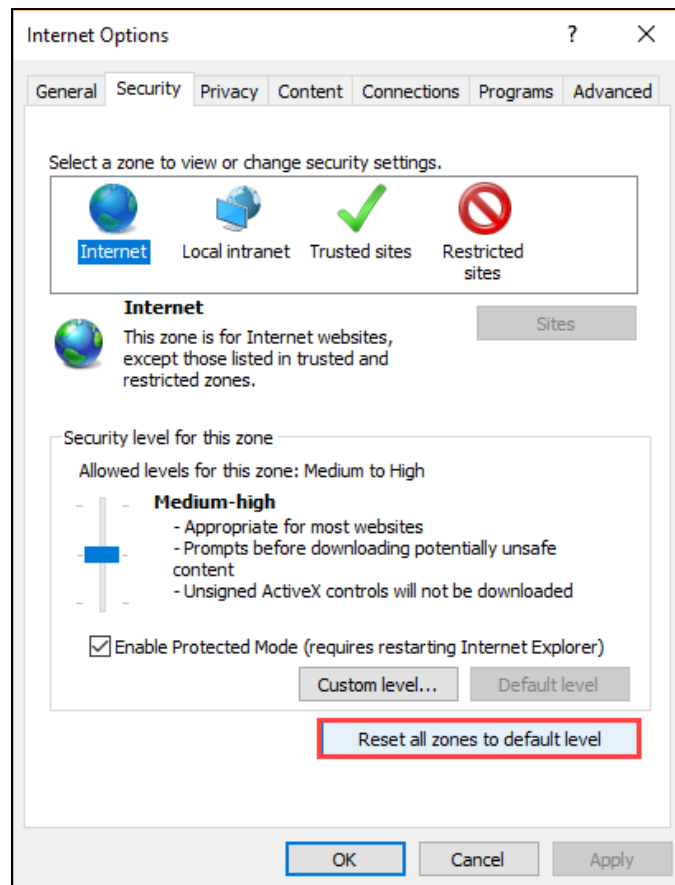 Internet Options
?
General Security Privacy Content Connections Programs Advanced
Select a zone to view or change security settings.
Internet Local intranet Trusted sites Restricted
sites
Internet
Sites
This zone is for Internet websites,
except those listed in trusted and
restricted zones.
Security level for this zone
Allowed levels for this zone: Medium to High
Medium-high
- Appropriate for most websites
- Prompts before downloading potentially unsafe
content
- Unsigned ActiveX controls will not be downloaded
Enable Protected Mode (requires restarting Internet Explorer)
Custom level... Default level
Reset all zones to default level
OK Cancel Apply